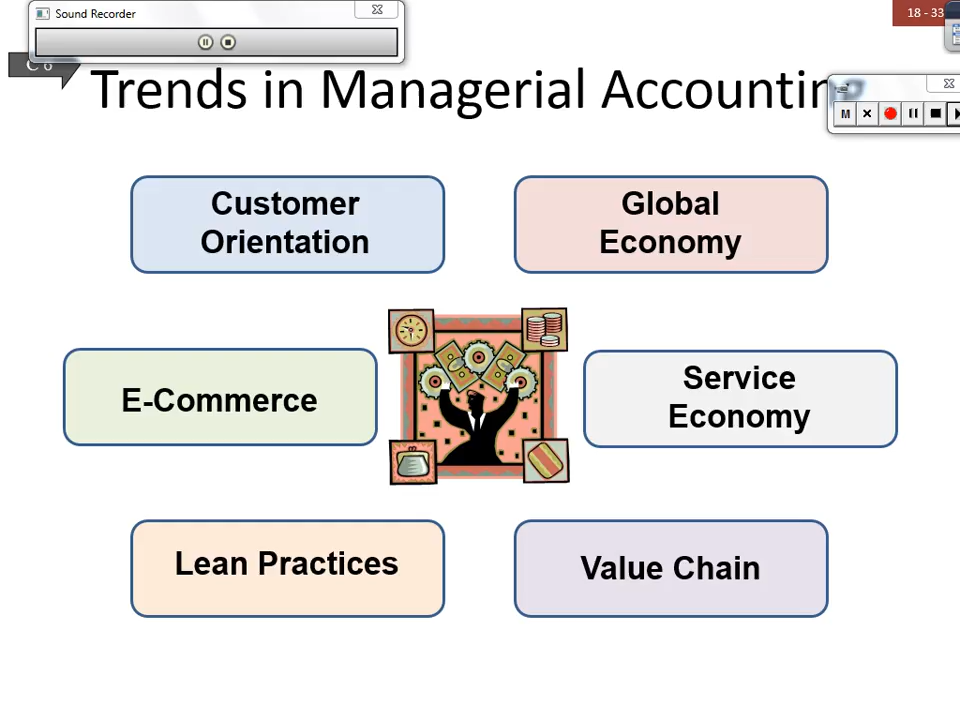 Sound Recorder
18 - 33
C 6
Trends in Managerial Accountin
M
Customer
Orientation
Global
Economy
E-Commerce
Service
Economy
Lean Practices
Value Chain